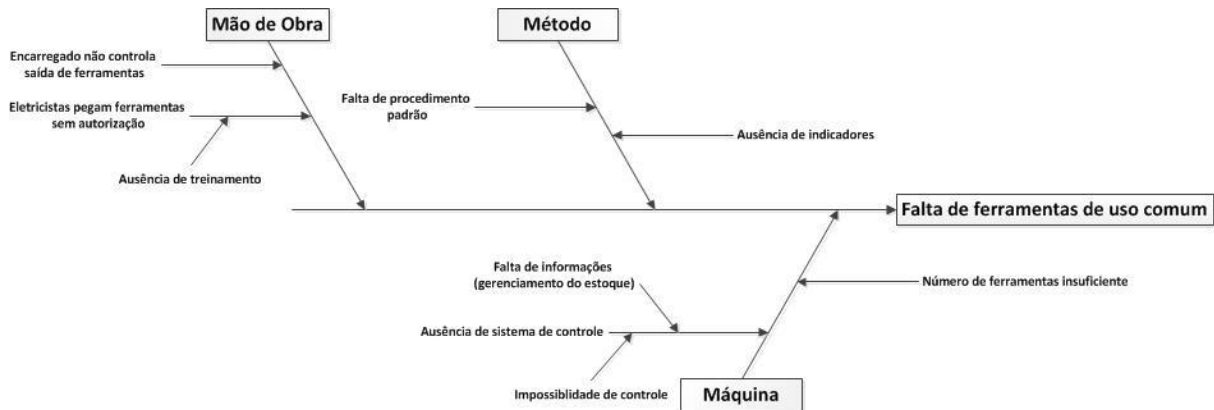 Mão de Obra
Método
Encarregado não controla
saída de ferramentas
Eletricistas pegam ferramentas
sem autorização
Ausência de treinamento
Falta de procedimento
padrão
Ausência de indicadores
Falta de ferramentas de uso comum
Falta de informações
(gerenciamento do estoque)
Número de ferramentas insuficiente
Ausência de sistema de controle
Impossiblidade de controle
Máquina